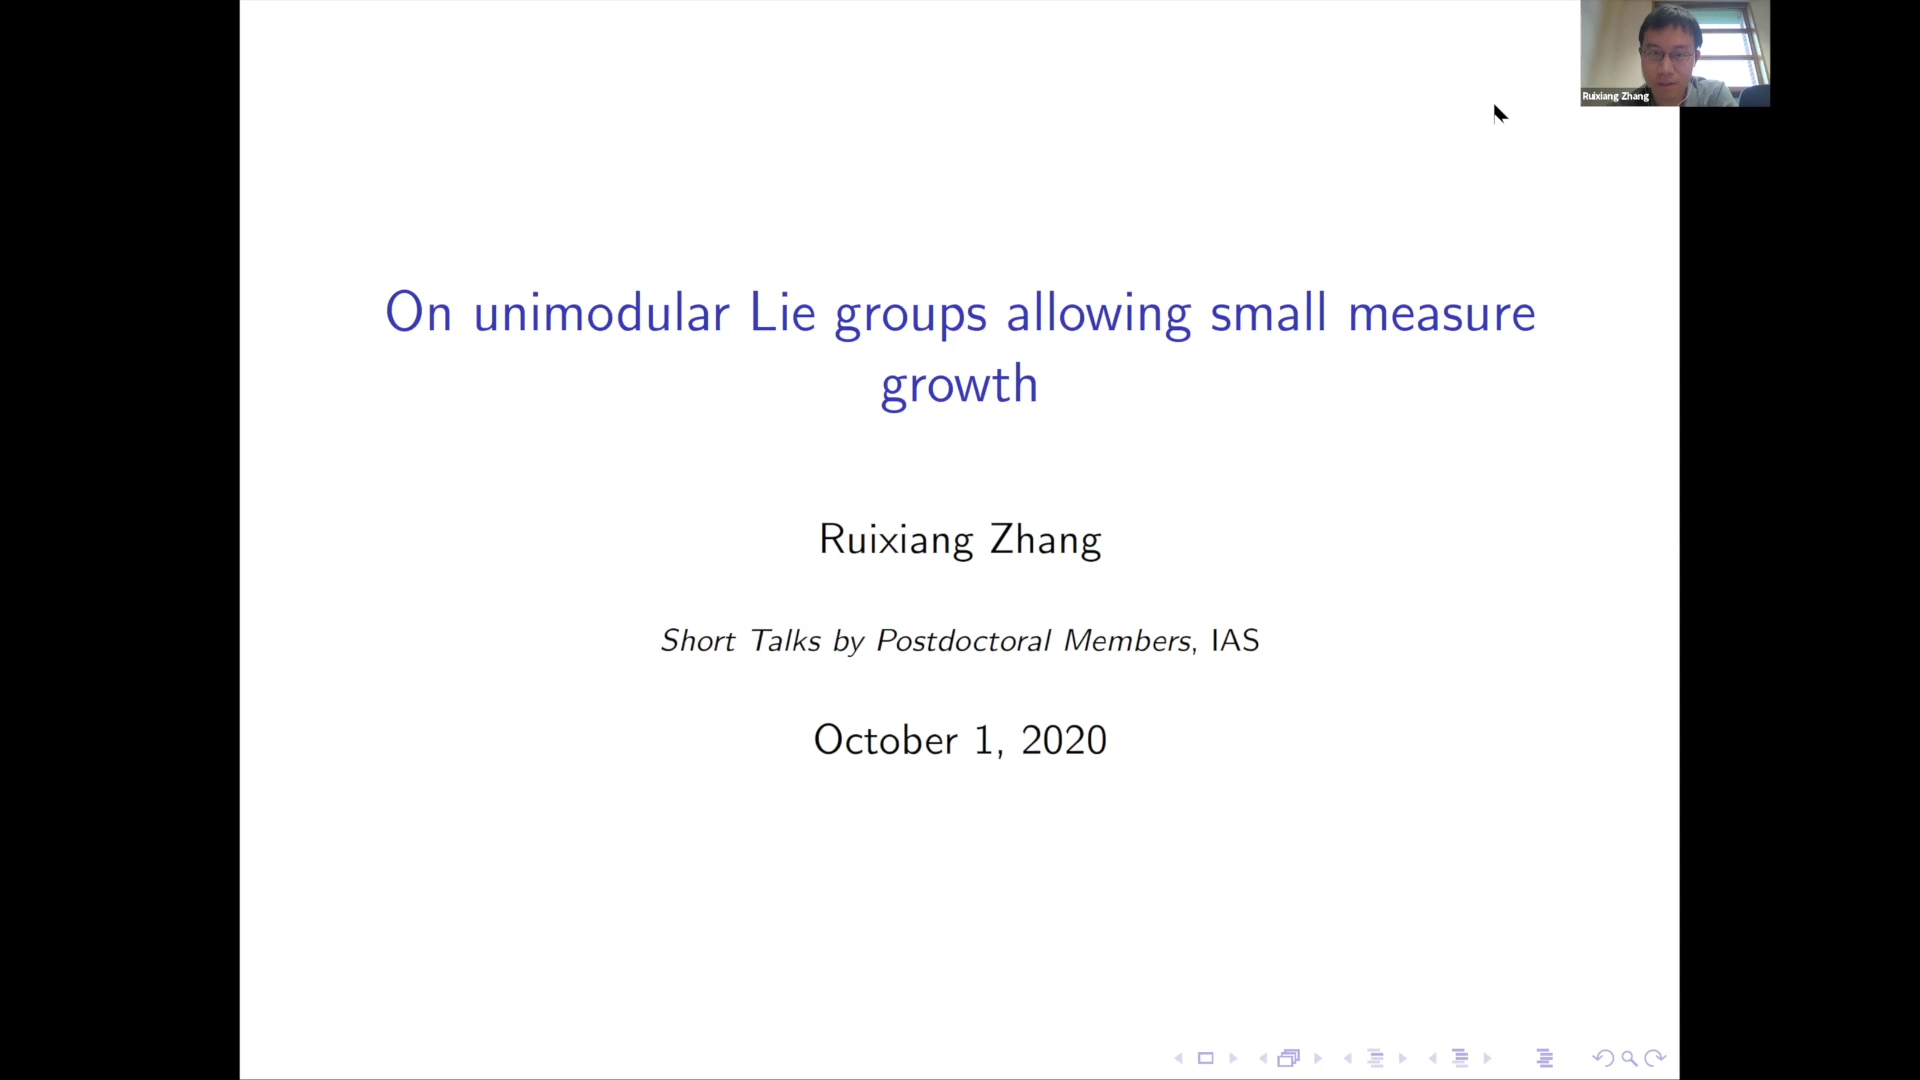 Ruixiang Zhang
On unimodular Lie groups allowing small measure
growth
Ruixiang Zhang
Short Talks by Postdoctoral Members, IAS
October 1, 2020